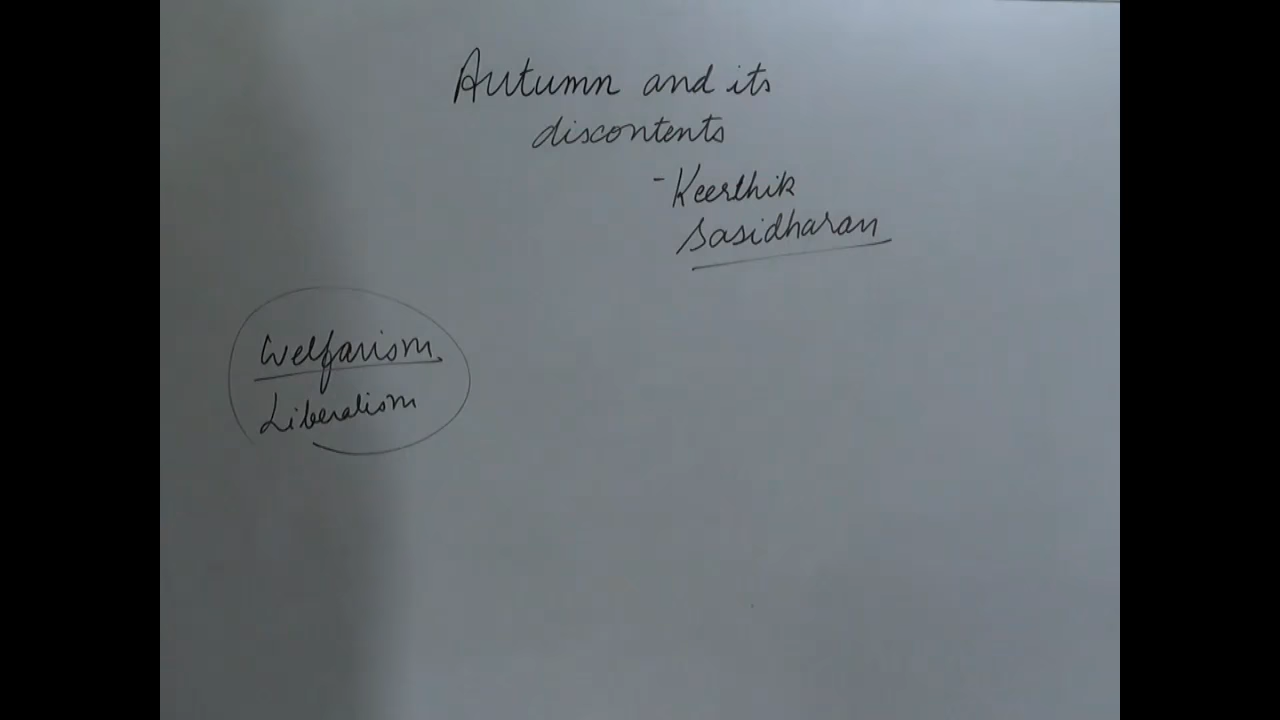 Autumn and its
discontents
- Keerthik
Sasidharan
Welfarism
Liberalism